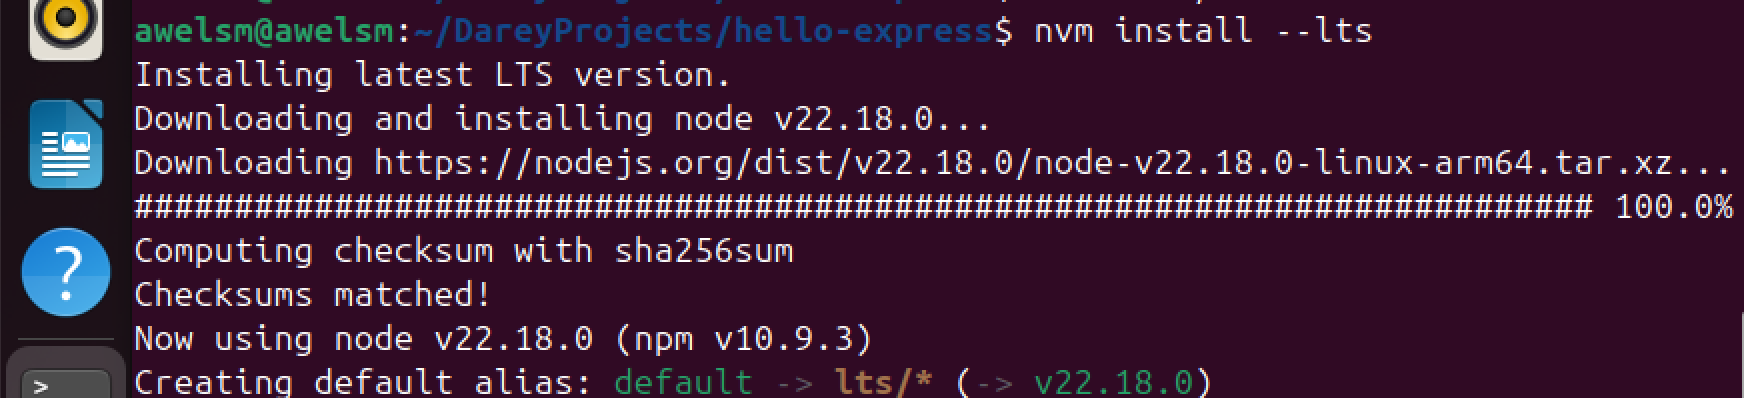 awelsm@awelsm:~/DareyProjects/hello-express$ nvm install --lts
Installing latest LTS version.
Downloading and installing node v22.18.0...
Downloading https://nodejs.org/dist/v22.18.0/node-v22.18.0-linux-arm64.tar.xz...
######################################################################### 100.0%
Computing checksum with sha256sum
Checksums matched!
Now using node v22.18.0 (npm v10.9.3)
Creating default alias: default -> lts/* (-> v22.18.0)